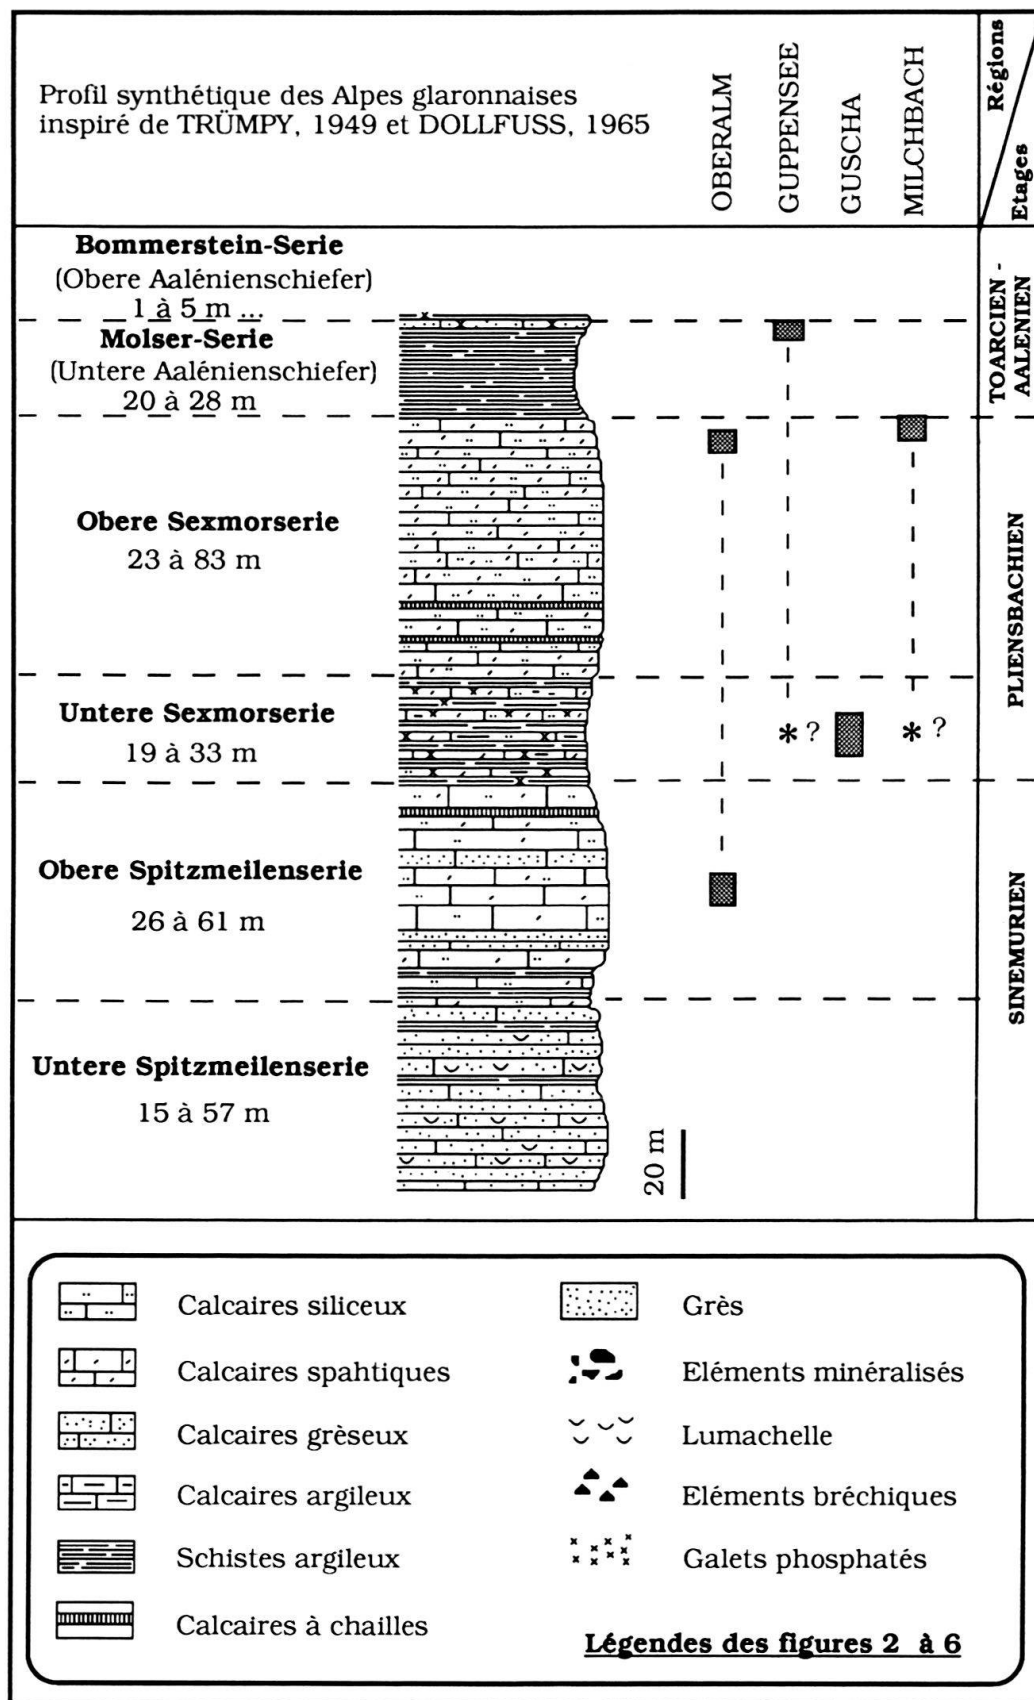 Profil synthétique des Alpes glaronnaises
inspiré de TRÜMPY, 1949 et DOLLFUSS, 1965
OBERALM
GUPPENSEE
GUSCHA
MILCHBACH
Régions
Etages
Bommerstein-Serie
(Obere Aalénienschiefer)
1 à 5 m ...
Molser-Serie
(Untere Aalénienschiefer)
20 à 28 m
TOARCIEN -
AALENIEN
Obere Sexmorserie
23 à 83 m
PLIENSBACHIEN
Untere Sexmorserie
19 à 33 m
* ?
* ?
Obere Spitzmeilenserie
26 à 61 m
SINEMURIEN
Untere Spitzmeilenserie
15 à 57 m
20 m
Calcaires siliceux
Calcaires spahtiques
Calcaires grèseux
Calcaires argileux
Schistes argileux
Calcaires à chailles
Grès
Eléments minéralisés
Lumachelle
Eléments bréchiques
Galets phosphatés
Légendes des figures 2 à 6